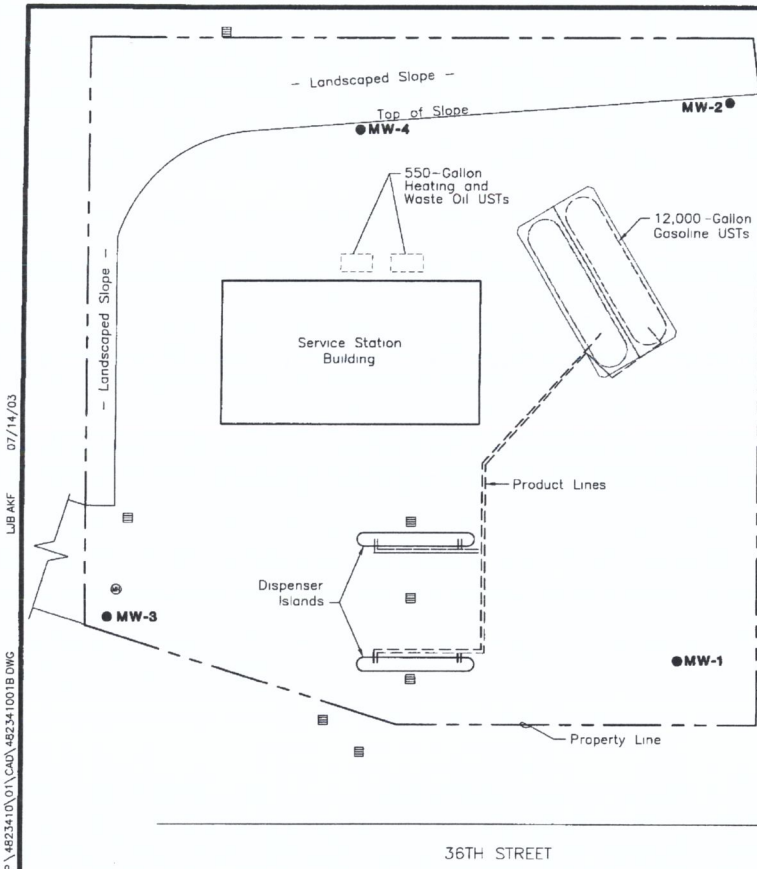 – Landscaped Slope –
Top of Slope
MW-4
MW-2
550-Gallon
Heating and
Waste Oil USTs
12,000-Gallon
Gasoline USTs
– Landscaped Slope –
Service Station
Building
Product Lines
Dispenser
Islands
MH
MW-3
MW-1
Property Line
36TH STREET
LJB AKF 07/14/03
P:\4823410\01\CAD\482341001B.DWG